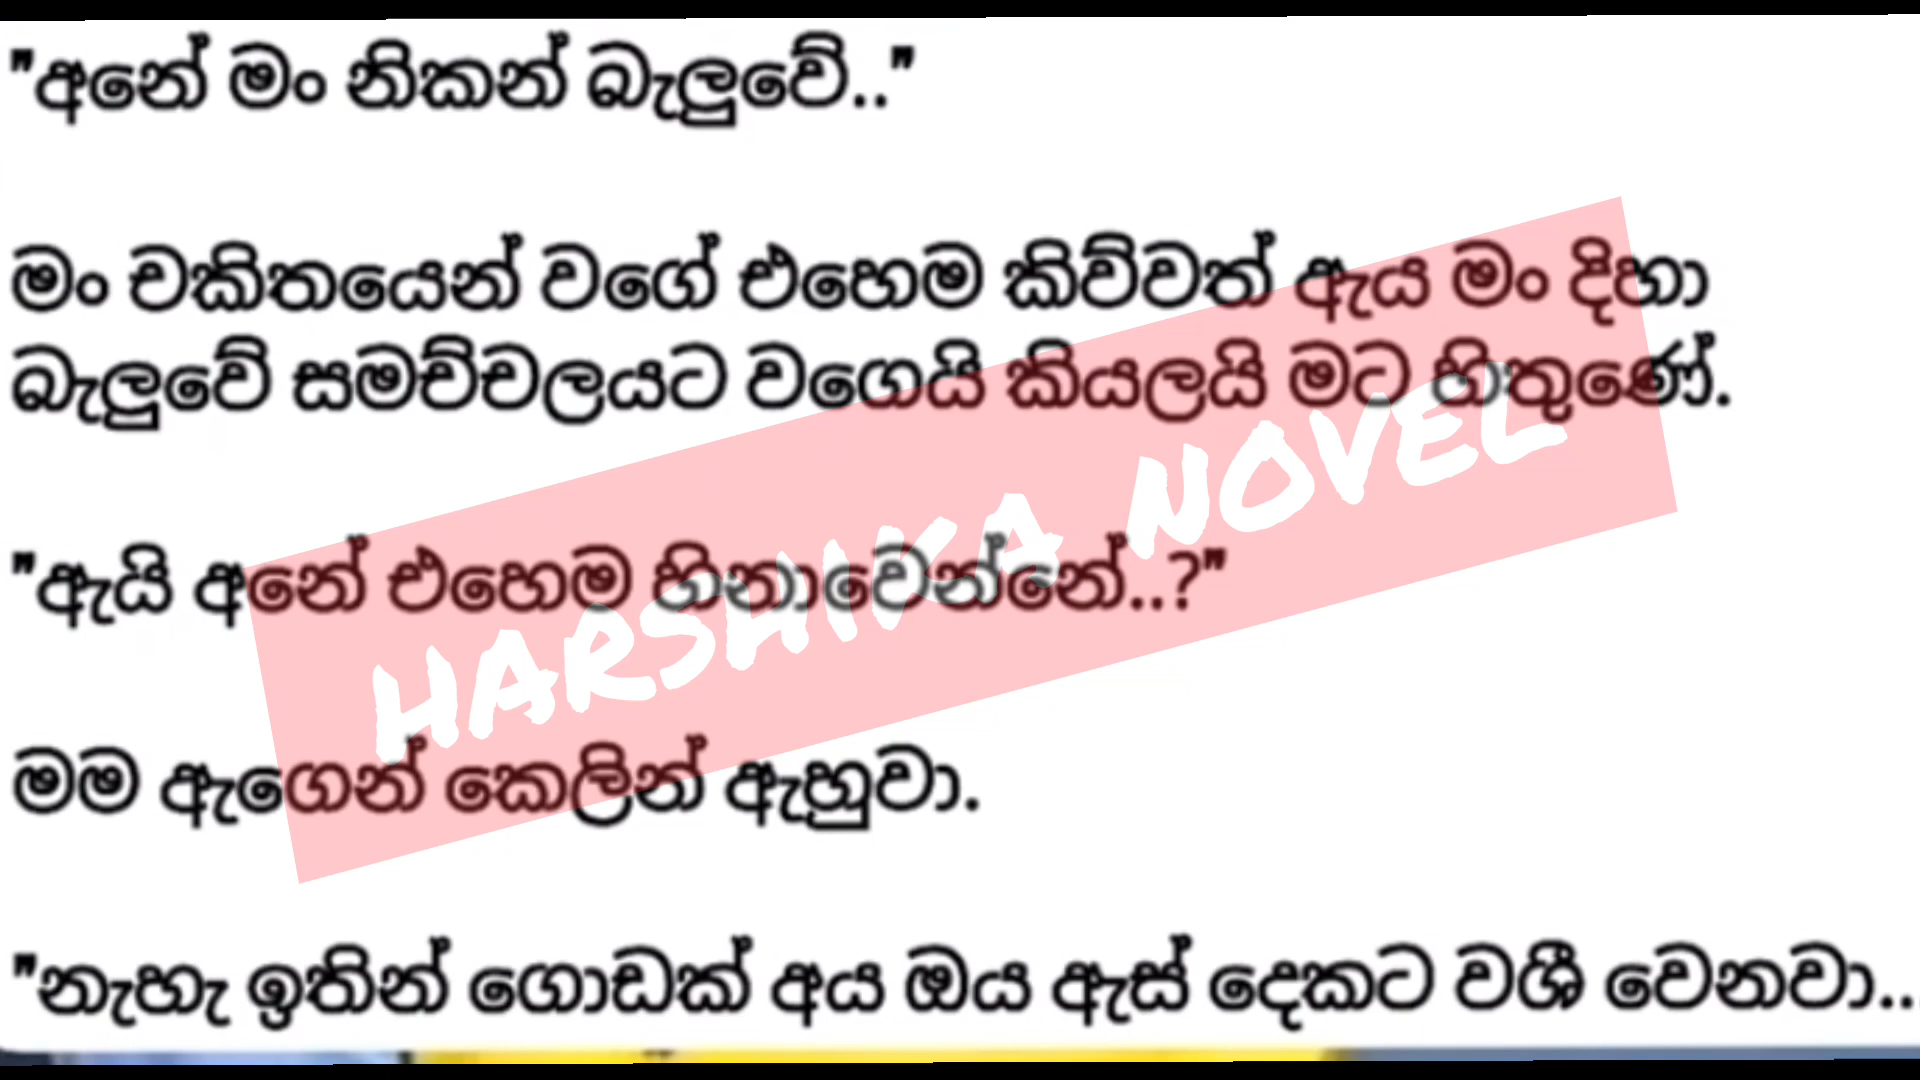 "අනේ මං නිකන් බැලුවේ.."
මං චකිතයෙන් වගේ එහෙම කිව්වත් ඇය මං දිහා
බැලුවේ සමච්චලයට වගෙයි කියලයි මට හිතුණේ.
"ඇයි අනේ එහෙම හිනාවෙන්නේ..?"
HARSHIKA NOVEL
මම ඇගෙන් කෙලින් ඇහුවා.
"නැහැ ඉතින් ගොඩක් අය ඔය ඇස් දෙකට වශී වෙනවා..